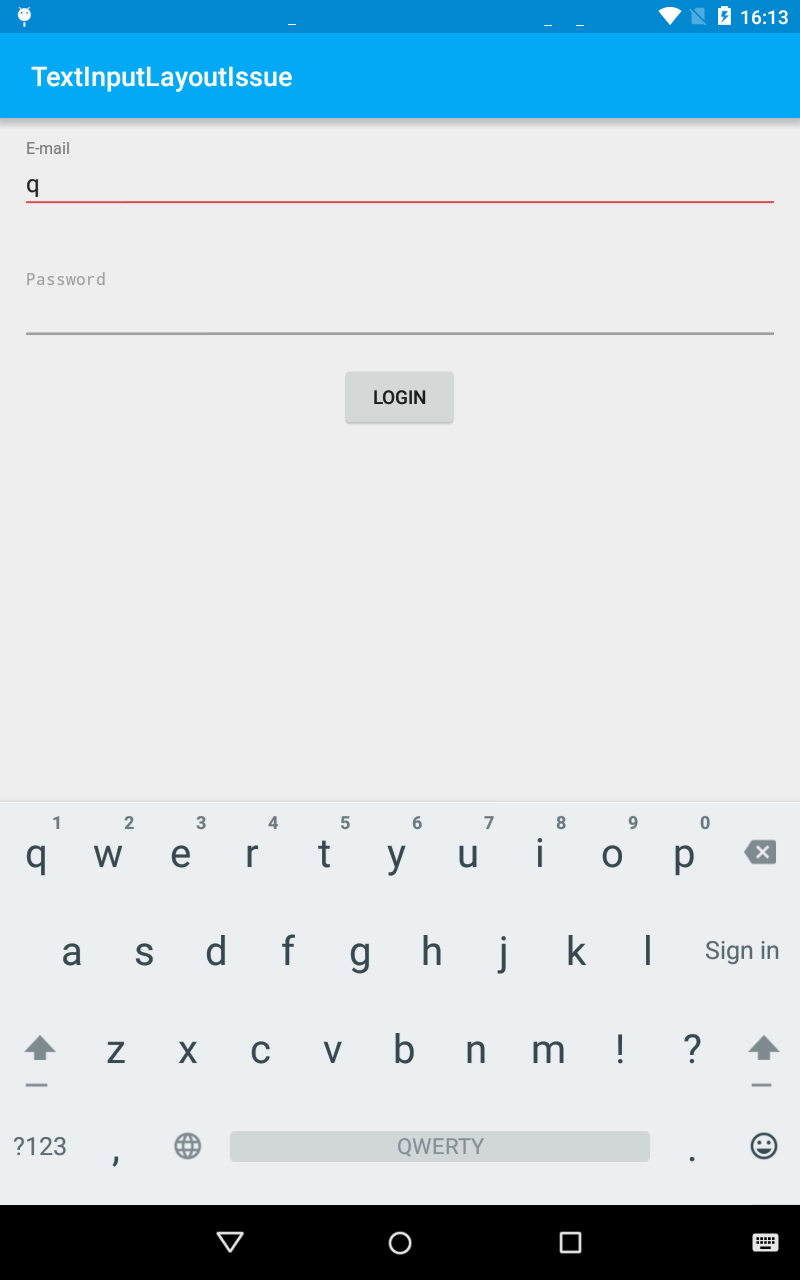 16:13
TextInputLayoutIssue
E-mail
q
Password
LOGIN
1 2 3 4 5 6 7 8 9 0
q w e r t y u i o p
a s d f g h j k l Sign in
z x c v b n m ! ?
?123 , QWERTY .